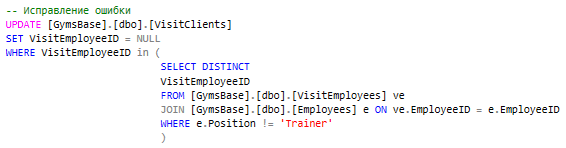 -- Исправление ошибки
UPDATE [GymsBase].[dbo].[VisitClients]
SET VisitEmployeeID = NULL
WHERE VisitEmployeeID in (
SELECT DISTINCT
VisitEmployeeID
FROM [GymsBase].[dbo].[VisitEmployees] ve
JOIN [GymsBase].[dbo].[Employees] e ON ve.EmployeeID = e.EmployeeID
WHERE e.Position != 'Trainer'
)